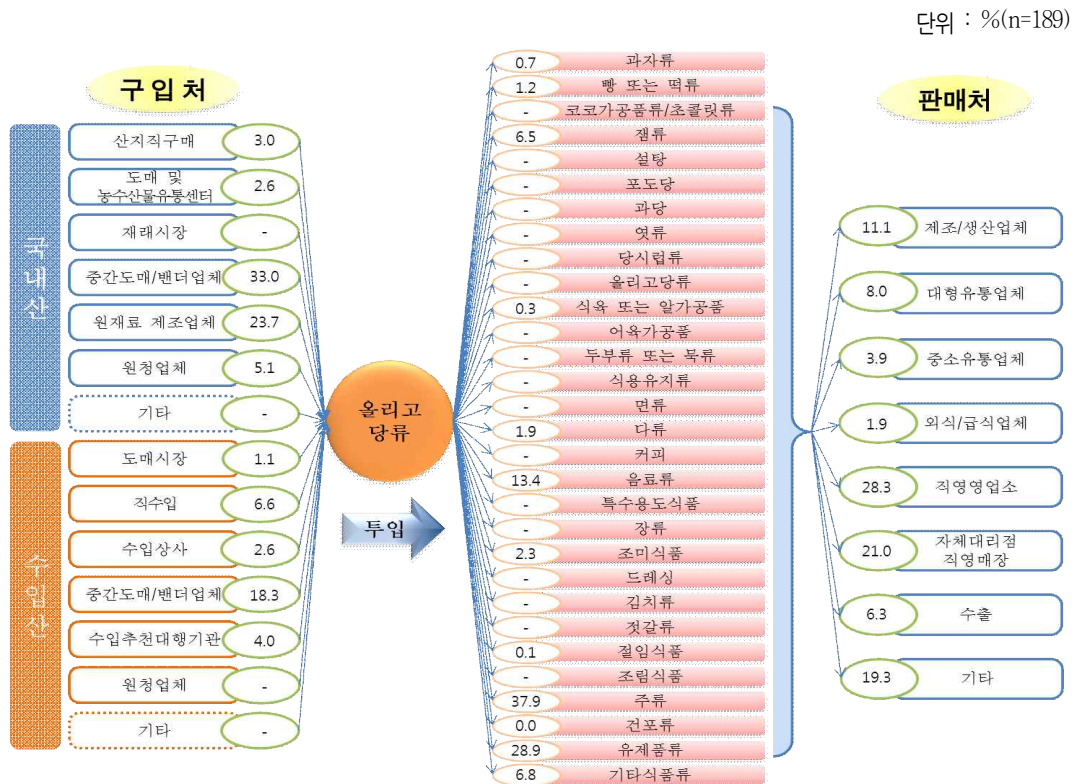 단위 : %(n=189)
구입처
국내산
산지직구매 3.0
도매 및
농수산물유통센터 2.6
재래시장 -
중간도매/밴더업체 33.0
원재료 제조업체 23.7
원청업체 5.1
기타 -
수입산
도매시장 1.1
직수입 6.6
수입상사 2.6
중간도매/밴더업체 18.3
수입추천대행기관 4.0
원청업체 -
기타 -
올리고
당류
투입
0.7 과자류
1.2 빵 또는 떡류
- 코코가공품류/초콜릿류
6.5 잼류
- 설탕
- 포도당
- 과당
- 엿류
- 당시럽류
- 올리고당류
0.3 식육 또는 알가공품
- 어육가공품
- 두부류 또는 묵류
- 식용유지류
- 면류
1.9 다류
- 커피
13.4 음료류
- 특수용도식품
- 장류
2.3 조미식품
- 드레싱
- 김치류
- 젓갈류
0.1 절임식품
- 조림식품
37.9 주류
0.0 건포류
28.9 유제품류
6.8 기타식품류
판매처
11.1 제조/생산업체
8.0 대형유통업체
3.9 중소유통업체
1.9 외식/급식업체
28.3 직영영업소
21.0 자체대리점
직영매장
6.3 수출
19.3 기타